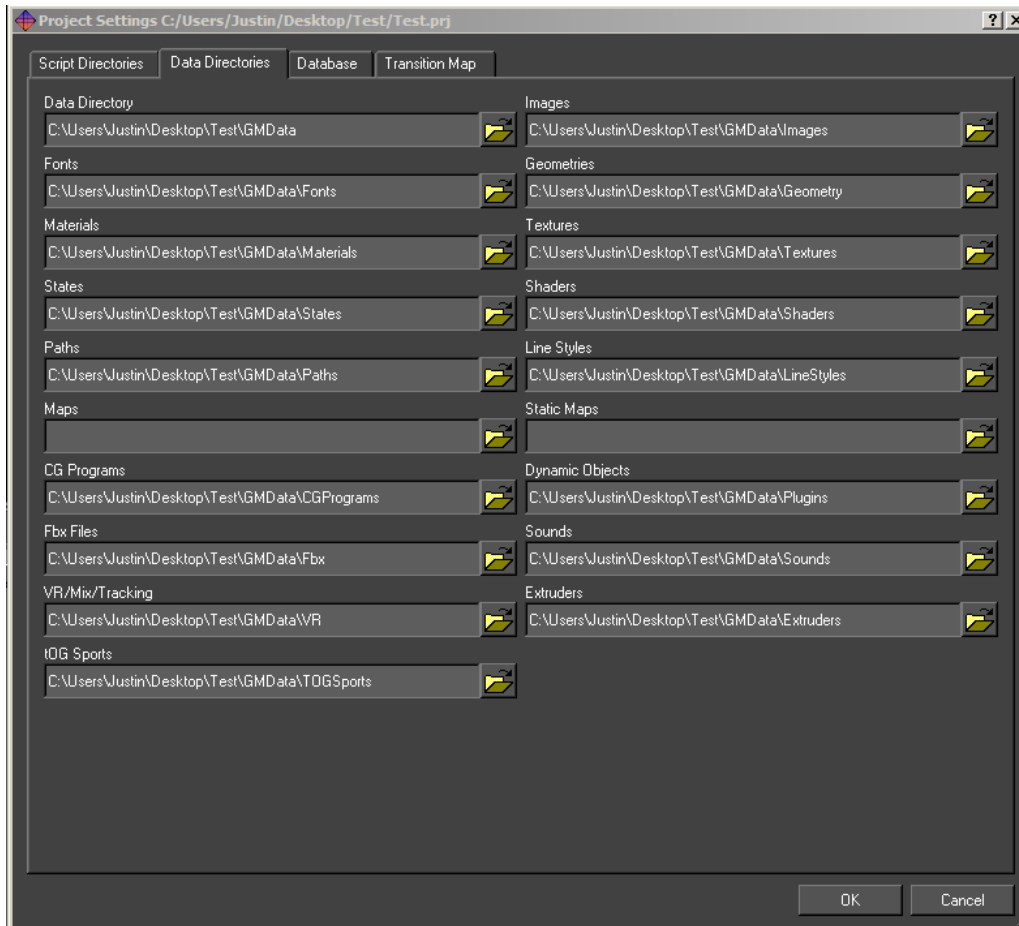 Project Settings C:/Users/Justin/Desktop/Test/Test.prj
Script Directories Data Directories Database Transition Map
Data Directory Images
C:\Users\Justin\Desktop\Test\GMData C:\Users\Justin\Desktop\Test\GMData\Images
Fonts Geometries
C:\Users\Justin\Desktop\Test\GMData\Fonts C:\Users\Justin\Desktop\Test\GMData\Geometry
Materials Textures
C:\Users\Justin\Desktop\Test\GMData\Materials C:\Users\Justin\Desktop\Test\GMData\Textures
States Shaders
C:\Users\Justin\Desktop\Test\GMData\States C:\Users\Justin\Desktop\Test\GMData\Shaders
Paths Line Styles
C:\Users\Justin\Desktop\Test\GMData\Paths C:\Users\Justin\Desktop\Test\GMData\LineStyles
Maps Static Maps
CG Programs Dynamic Objects
C:\Users\Justin\Desktop\Test\GMData\CGPrograms C:\Users\Justin\Desktop\Test\GMData\Plugins
Fbx Files Sounds
C:\Users\Justin\Desktop\Test\GMData\Fbx C:\Users\Justin\Desktop\Test\GMData\Sounds
VR/Mix/Tracking Extruders
C:\Users\Justin\Desktop\Test\GMData\VR C:\Users\Justin\Desktop\Test\GMData\Extruders
tOG Sports
C:\Users\Justin\Desktop\Test\GMData\TOGSports
OK Cancel